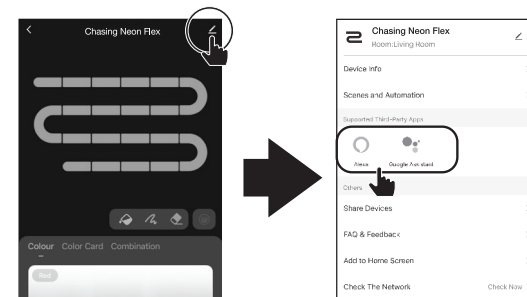 Chasing Neon Flex
Colour Color Card Combination
Red
Chasing Neon Flex
Room:Living Room
Device Info
Scenes and Automation
Supported Third-Party Apps
Alexa Google Assistant
Others
Share Devices
FAQ & Feedback
Add to Home Screen
Check The Network Check Now